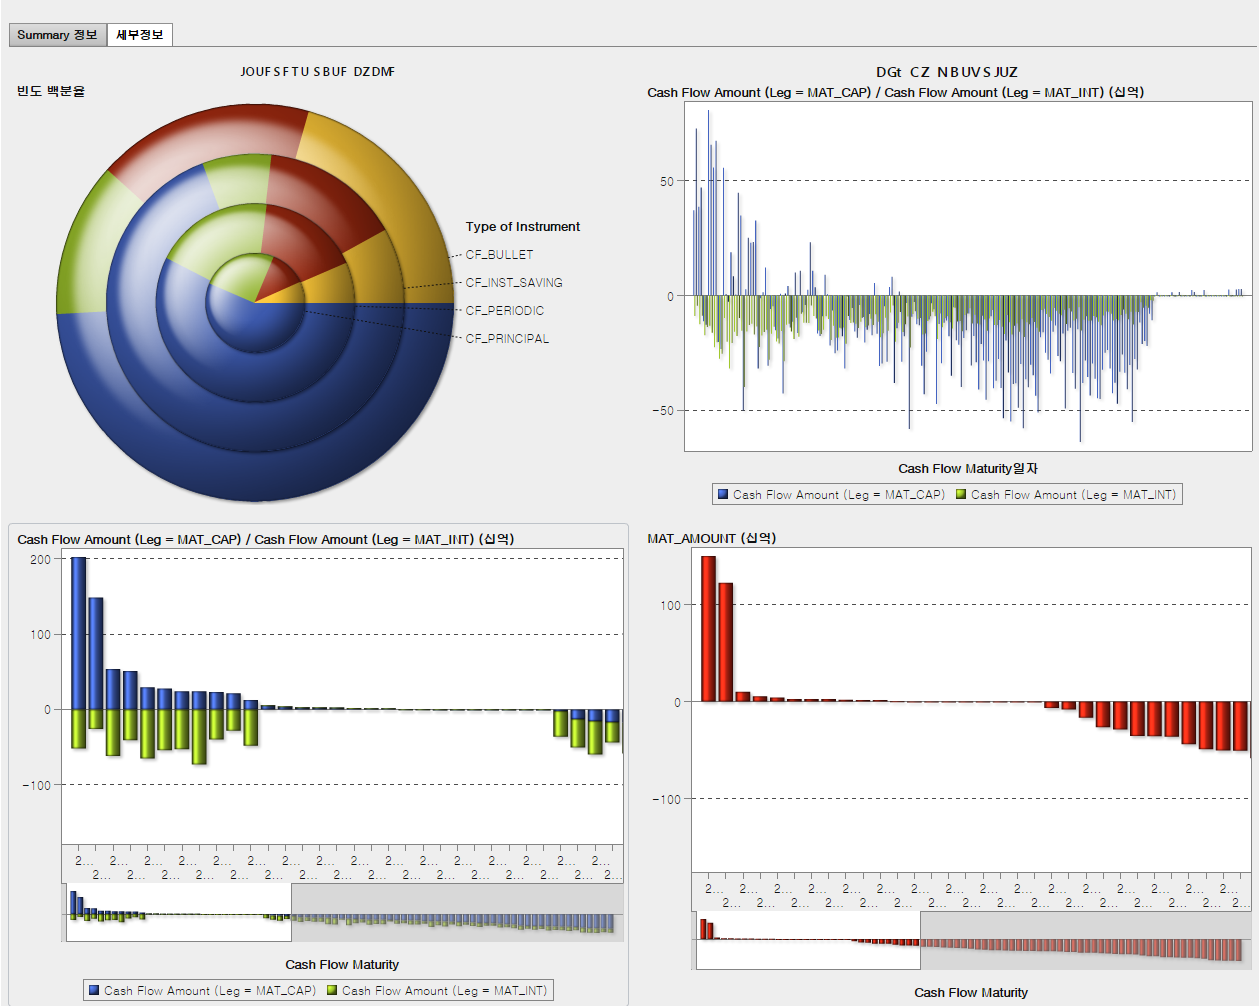 Summary 정보
세부정보
JOUFSFTU SBUF DZDMF
빈도 백분율
Type of Instrument
CF_BULLET
CF_INST_SAVING
CF_PERIODIC
CF_PRINCIPAL
DGt CZ NBUVSJUZ
Cash Flow Amount (Leg = MAT_CAP) / Cash Flow Amount (Leg = MAT_INT) (십억)
50
0
-50
Cash Flow Maturity일자
Cash Flow Amount (Leg = MAT_CAP)
Cash Flow Amount (Leg = MAT_INT)
Cash Flow Amount (Leg = MAT_CAP) / Cash Flow Amount (Leg = MAT_INT) (십억)
200
100
0
-100
2... 2... 2... 2... 2... 2... 2... 2... 2... 2... 2... 2... 2... 2... 2... 2...
2... 2... 2... 2... 2... 2... 2... 2... 2... 2... 2... 2... 2... 2... 2... 2...
Cash Flow Maturity
Cash Flow Amount (Leg = MAT_CAP)
Cash Flow Amount (Leg = MAT_INT)
MAT_AMOUNT (십억)
100
0
-100
2... 2... 2... 2... 2... 2... 2... 2... 2... 2... 2... 2... 2... 2... 2... 2...
2... 2... 2... 2... 2... 2... 2... 2... 2... 2... 2... 2... 2... 2... 2... 2...
Cash Flow Maturity